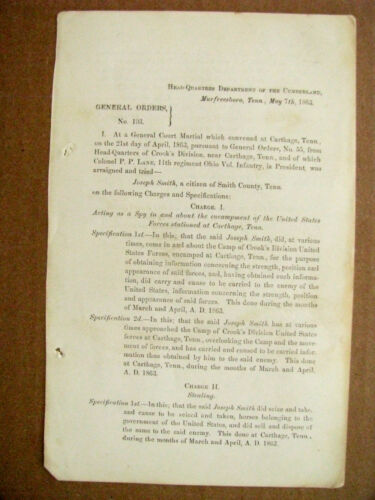 HEAD-QUARTERS DEPARTMENT OF THE CUMBERLAND,
Murfreesboro, Tenn., May 7th, 1863.
GENERAL ORDERS,
No.
I. At a General Court Martial which convened at Carthage, Tenn.,
on the 21st day of April, 1863, pursuant to General Orders, No. 55, from
Head-Quarters of Crook's Division, near Carthage, Tenn., and of which
Colonel P. P. LANE, 11th regiment Ohio Vol. Infantry, is President, was
arraigned and tried—
Joseph Smith, a citizen of Smith County, Tenn.
on the following Charges and Specifications:
CHARGE I.
Acting as a Spy in and about the encampment of the United States
Forces stationed at Carthage, Tenn.
Specification 1st.—In this; that the said Joseph Smith, did, at various
times, come in and about the Camp of Crook's Division United
States Forces, encamped at Carthage, Tenn., for the purpose
of obtaining information concerning the strength, position and
appearance of said forces, and, having obtained such informa-
tion, did carry and cause to be carried to the enemy of the
United States, information concerning the strength, position
and appearance of said forces. This done during the months
of March and April, A. D. 1863.
Specification 2d.—In this; that the said Joseph Smith has at various
times approached the Camp of Crook's Division United States
forces at Carthage, Tenn., overlooking the Camp and the move-
ment of forces, and has carried and caused to be carried infor-
mation thus obtained by him to the said enemy. This done at
Carthage, Tenn., during the months of March and April,
A. D. 1863.
CHARGE II.
Stealing.
Specification 1st.—In this; that the said Joseph Smith did seize and take,
and cause to be seized and taken, horses belonging to the
government of the United States, and did sell and dispose of
the same to the said enemy. This done at Carthage, Tenn.,
during the months of March and April, A. D. 1863.